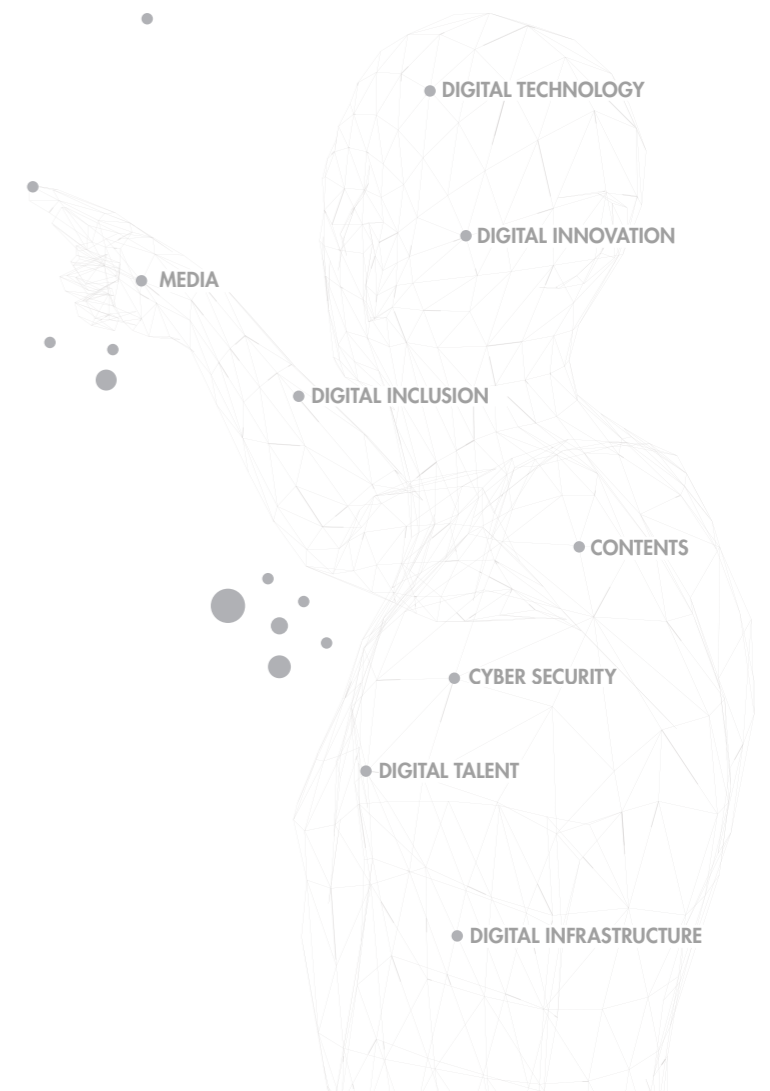 DIGITAL TECHNOLOGY
DIGITAL INNOVATION
MEDIA
DIGITAL INCLUSION
CONTENTS
CYBER SECURITY
DIGITAL TALENT
DIGITAL INFRASTRUCTURE